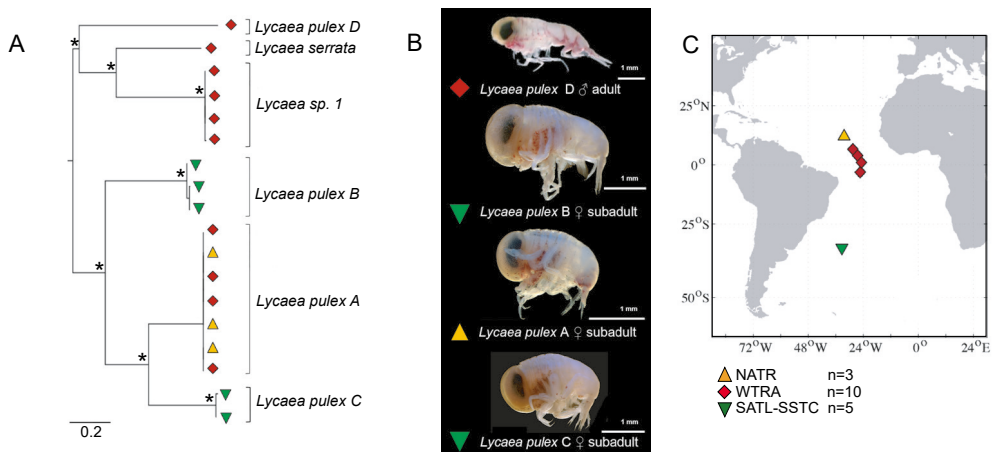 A
Lycaea pulex D
Lycaea serrata
Lycaea sp. 1
Lycaea pulex B
Lycaea pulex A
Lycaea pulex C
*
*
*
*
*
*
*
*
0.2
B
1 mm
Lycaea pulex D ♂ adult
1 mm
Lycaea pulex B ♀ subadult
1 mm
Lycaea pulex A ♀ subadult
1 mm
Lycaea pulex C ♀ subadult
C
25°N
0°
25°S
50°S
72°W 48°W 24°W 0° 24°E
NATR n=3
WTRA n=10
SATL-SSTC n=5